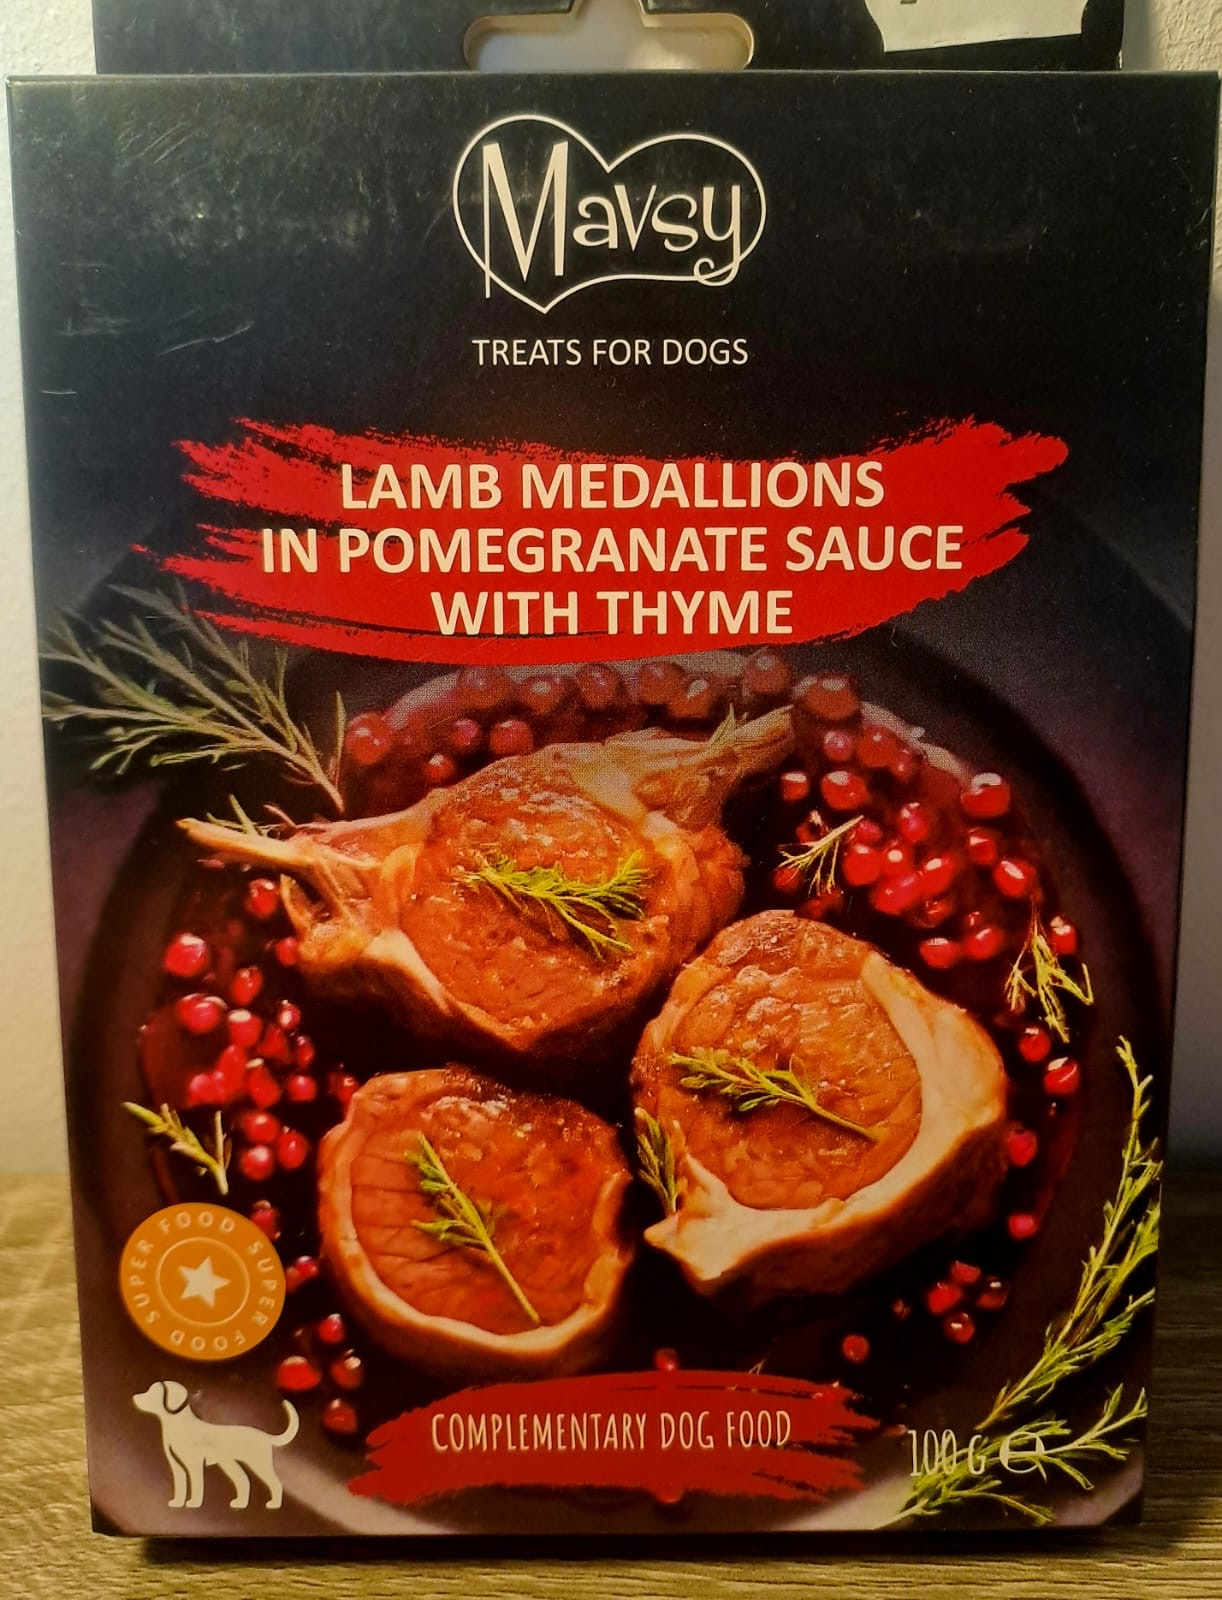 Mavsy
TREATS FOR DOGS
LAMB MEDALLIONS
IN POMEGRANATE SAUCE
WITH THYME
SUPER FOOD SUPER FOOD
COMPLEMENTARY DOG FOOD
100 G